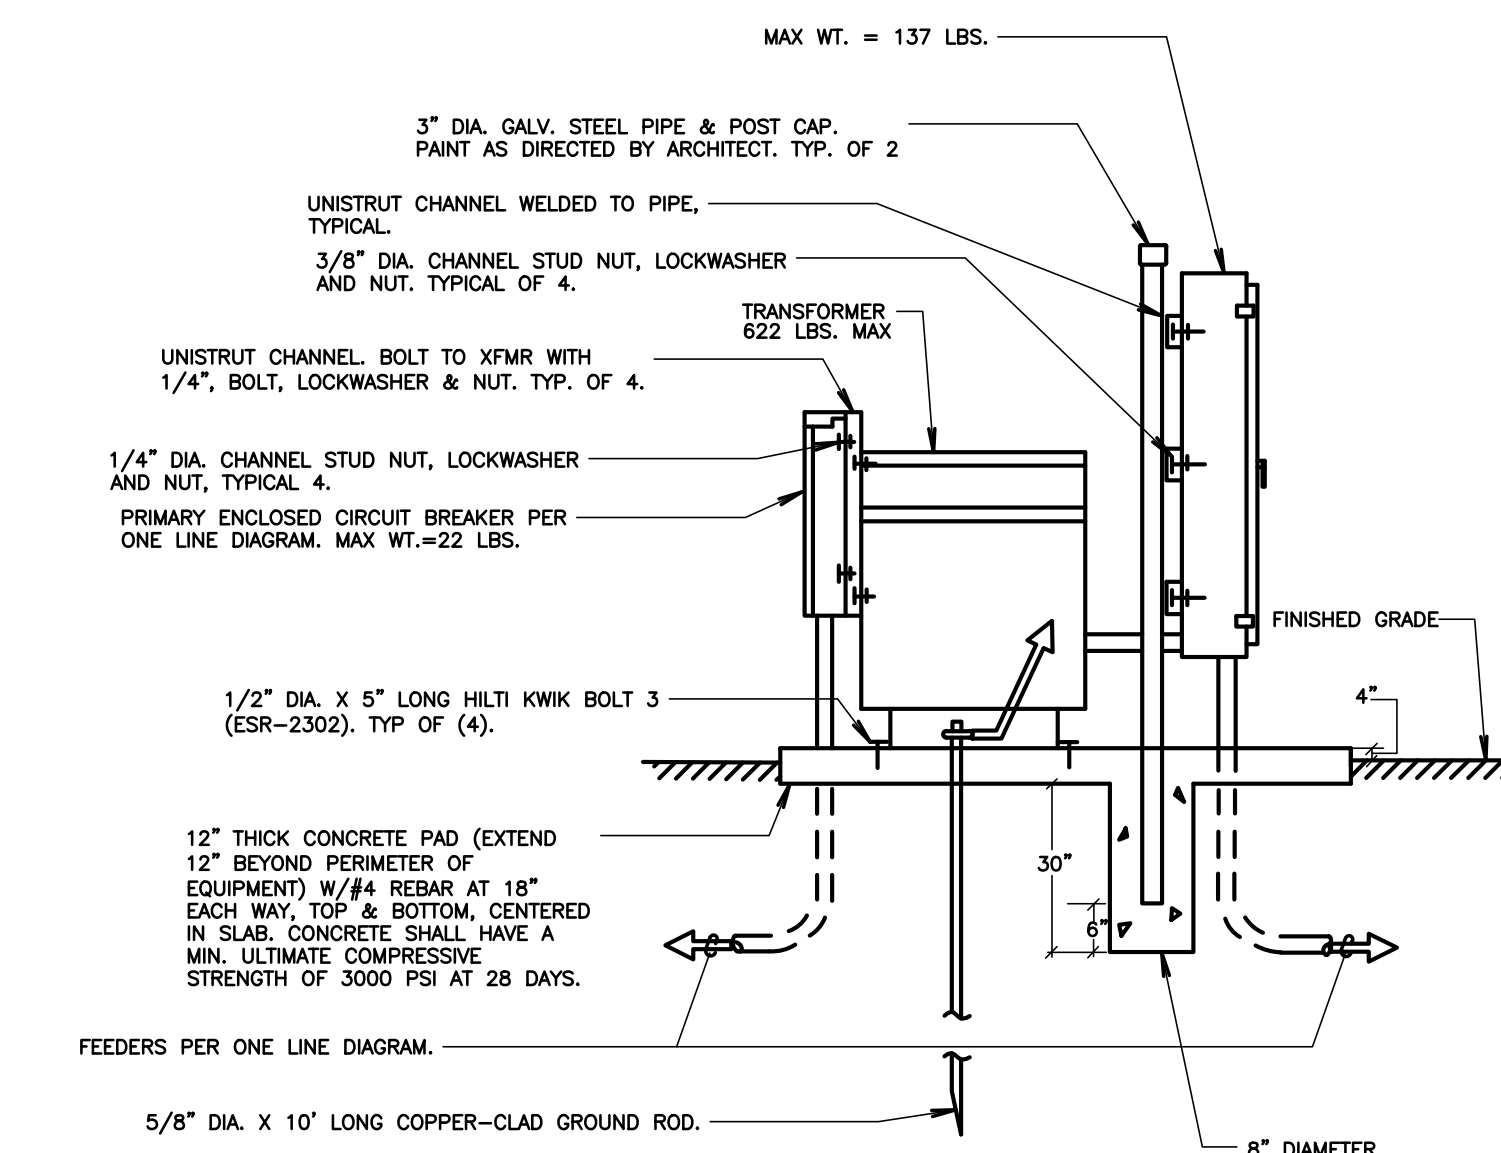 MAX WT. = 137 LBS.
3" DIA. GALV. STEEL PIPE & POST CAP.
PAINT AS DIRECTED BY ARCHITECT. TYP. OF 2
UNISTRUT CHANNEL WELDED TO PIPE,
TYPICAL.
3/8" DIA. CHANNEL STUD NUT, LOCKWASHER
AND NUT. TYPICAL OF 4.
TRANSFORMER
622 LBS. MAX
UNISTRUT CHANNEL. BOLT TO XFMR WITH
1/4", BOLT, LOCKWASHER & NUT. TYP. OF 4.
1/4" DIA. CHANNEL STUD NUT, LOCKWASHER
AND NUT, TYPICAL 4.
PRIMARY ENCLOSED CIRCUIT BREAKER PER
ONE LINE DIAGRAM. MAX WT.=22 LBS.
FINISHED GRADE
1/2" DIA. X 5" LONG HILTI KWIK BOLT 3
(ESR-2302). TYP OF (4).
4"
12" THICK CONCRETE PAD (EXTEND
12" BEYOND PERIMETER OF
EQUIPMENT) W/#4 REBAR AT 18"
EACH WAY, TOP & BOTTOM, CENTERED
IN SLAB. CONCRETE SHALL HAVE A
MIN. ULTIMATE COMPRESSIVE
STRENGTH OF 3000 PSI AT 28 DAYS.
30"
6"
FEEDERS PER ONE LINE DIAGRAM.
5/8" DIA. X 10' LONG COPPER-CLAD GROUND ROD.
8" DIAMETER